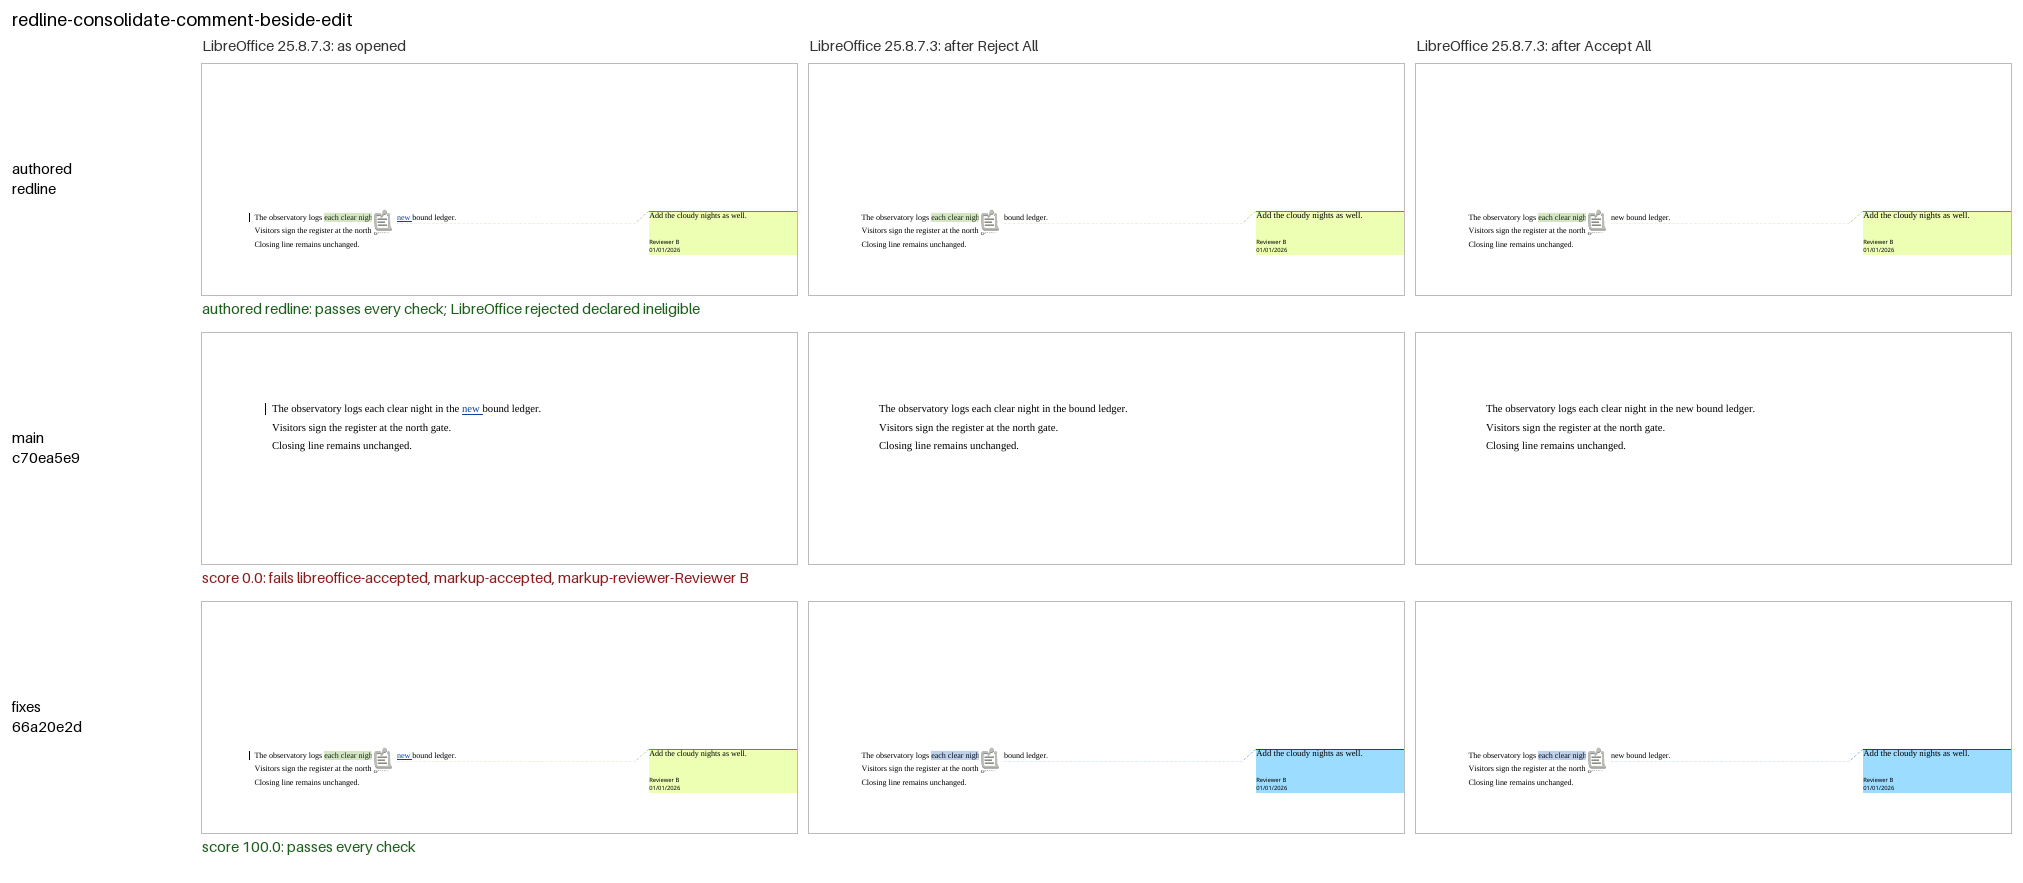 redline-consolidate-comment-beside-edit
LibreOffice 25.8.7.3: as opened
LibreOffice 25.8.7.3: after Reject All
LibreOffice 25.8.7.3: after Accept All
authored
redline
The observatory logs each clear nigh new bound ledger.
Visitors sign the register at the north
Closing line remains unchanged.
Add the cloudy nights as well.
Reviewer B
01/01/2026
The observatory logs each clear nigh bound ledger.
Visitors sign the register at the north
Closing line remains unchanged.
Add the cloudy nights as well.
Reviewer B
01/01/2026
The observatory logs each clear nigh new bound ledger.
Visitors sign the register at the north
Closing line remains unchanged.
Add the cloudy nights as well.
Reviewer B
01/01/2026
authored redline: passes every check; LibreOffice rejected declared ineligible
main
c70ea5e9
The observatory logs each clear night in the new bound ledger.
Visitors sign the register at the north gate.
Closing line remains unchanged.
The observatory logs each clear night in the bound ledger.
Visitors sign the register at the north gate.
Closing line remains unchanged.
The observatory logs each clear night in the new bound ledger.
Visitors sign the register at the north gate.
Closing line remains unchanged.
score 0.0: fails libreoffice-accepted, markup-accepted, markup-reviewer-Reviewer B
fixes
66a20e2d
The observatory logs each clear nigh new bound ledger.
Visitors sign the register at the north
Closing line remains unchanged.
Add the cloudy nights as well.
Reviewer B
01/01/2026
The observatory logs each clear nigh bound ledger.
Visitors sign the register at the north
Closing line remains unchanged.
Add the cloudy nights as well.
Reviewer B
01/01/2026
The observatory logs each clear nigh new bound ledger.
Visitors sign the register at the north
Closing line remains unchanged.
Add the cloudy nights as well.
Reviewer B
01/01/2026
score 100.0: passes every check